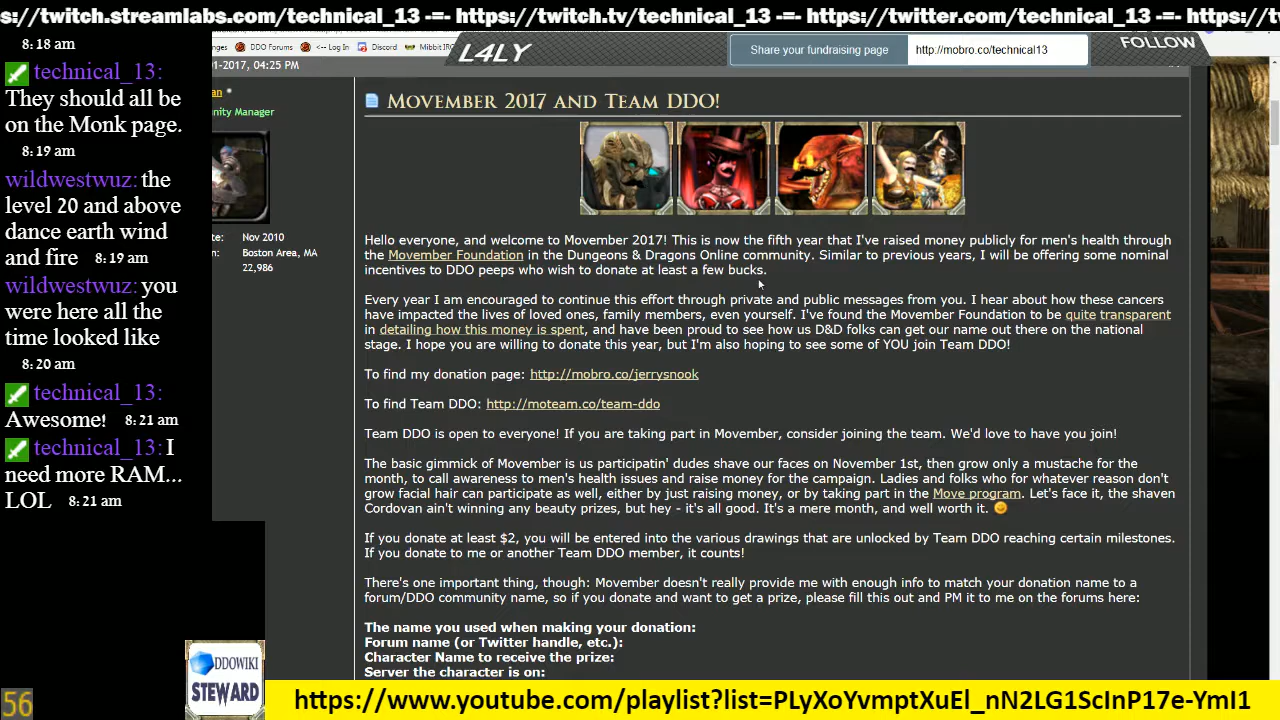 s://twitch.streamlabs.com/technical_13 -=- https://twitch.tv/technical_13 -=- https://twitter.com/technical_13 -=- https://t
8:18 am
technical_13:
They should all be
on the Monk page.
8:19 am
wildwestwuz: the
level 20 and above
dance earth wind
and fire 8:19 am
wildwestwuz: you
were here all the
time looked like
8:20 am
technical_13:
Awesome! 8:21 am
technical_13: I
need more RAM...
LOL 8:21 am
nges DDO Forums <-- Log In Discord Mibbit IRC
L4LY
Share your fundraising page http://mobro.co/technical13
FOLLOW
01-2017, 04:25 PM
an
nity Manager
te: Nov 2010
n: Boston Area, MA
22,986
Movember 2017 and Team DDO!
Hello everyone, and welcome to Movember 2017! This is now the fifth year that I've raised money publicly for men's health through
the Movember Foundation in the Dungeons & Dragons Online community. Similar to previous years, I will be offering some nominal
incentives to DDO peeps who wish to donate at least a few bucks.
Every year I am encouraged to continue this effort through private and public messages from you. I hear about how these cancers
have impacted the lives of loved ones, family members, even yourself. I've found the Movember Foundation to be quite transparent
in detailing how this money is spent, and have been proud to see how us D&D folks can get our name out there on the national
stage. I hope you are willing to donate this year, but I'm also hoping to see some of YOU join Team DDO!
To find my donation page: http://mobro.co/jerrysnook
To find Team DDO: http://moteam.co/team-ddo
Team DDO is open to everyone! If you are taking part in Movember, consider joining the team. We'd love to have you join!
The basic gimmick of Movember is us participatin' dudes shave our faces on November 1st, then grow only a mustache for the
month, to call awareness to men's health issues and raise money for the campaign. Ladies and folks who for whatever reason don't
grow facial hair can participate as well, either by just raising money, or by taking part in the Move program. Let's face it, the shaven
Cordovan ain't winning any beauty prizes, but hey - it's all good. It's a mere month, and well worth it.
If you donate at least $2, you will be entered into the various drawings that are unlocked by Team DDO reaching certain milestones.
If you donate to me or another Team DDO member, it counts!
There's one important thing, though: Movember doesn't really provide me with enough info to match your donation name to a
forum/DDO community name, so if you donate and want to get a prize, please fill this out and PM it to me on the forums here:
The name you used when making your donation:
Forum name (or Twitter handle, etc.):
Character Name to receive the prize:
Server the character is on:
DDOWIKI
STEWARD
56
https://www.youtube.com/playlist?list=PLyXoYvmptXuEl_nN2LG1ScInP17e-YmI1